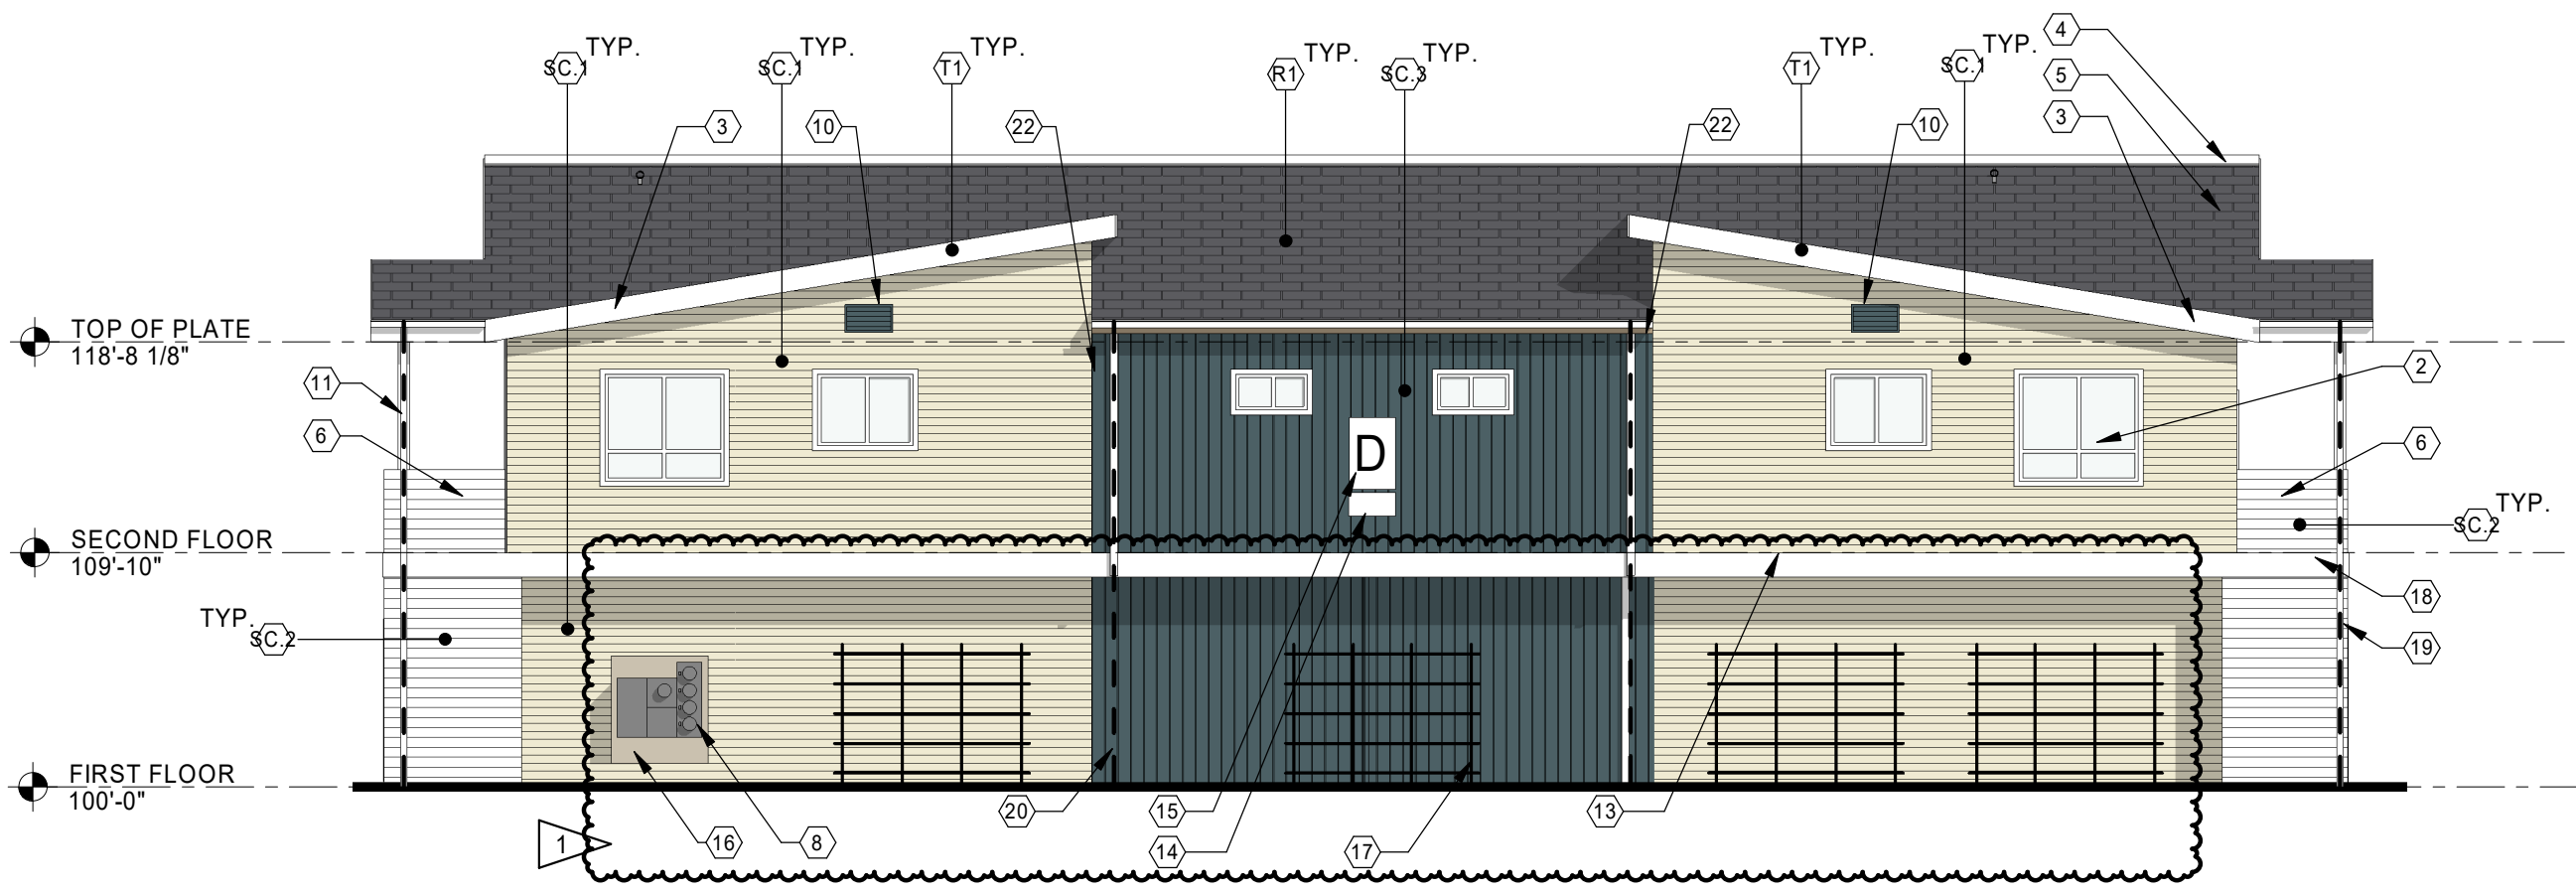 TYP.
SC.1
TYP.
SC.1
TYP.
T1
TYP.
R1
TYP.
SC.3
TYP.
T1
TYP.
SC.1
4
5
3
3
10
22
22
10
TOP OF PLATE
118'-8 1/8"
11
6
2
6
D
TYP.
SC.2
SECOND FLOOR
109'-10"
18
TYP.
SC.2
19
FIRST FLOOR
100'-0"
20
15
13
1
16
8
14
17